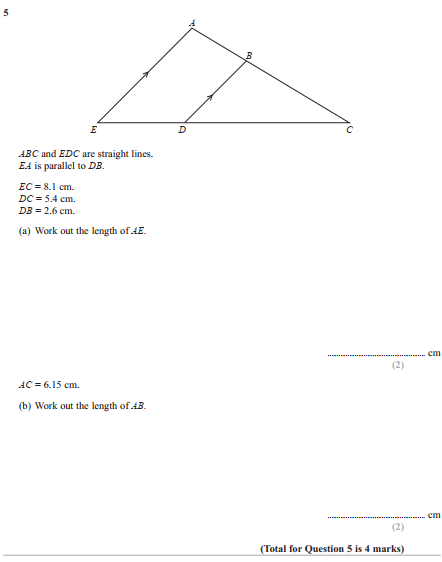 5
A
B
E
D
C
ABC and EDC are straight lines.
EA is parallel to DB.
EC = 8.1 cm.
DC = 5.4 cm.
DB = 2.6 cm.
(a) Work out the length of AE.
.............................. cm
(2)
AC = 6.15 cm.
(b) Work out the length of AB.
.............................. cm
(2)
(Total for Question 5 is 4 marks)